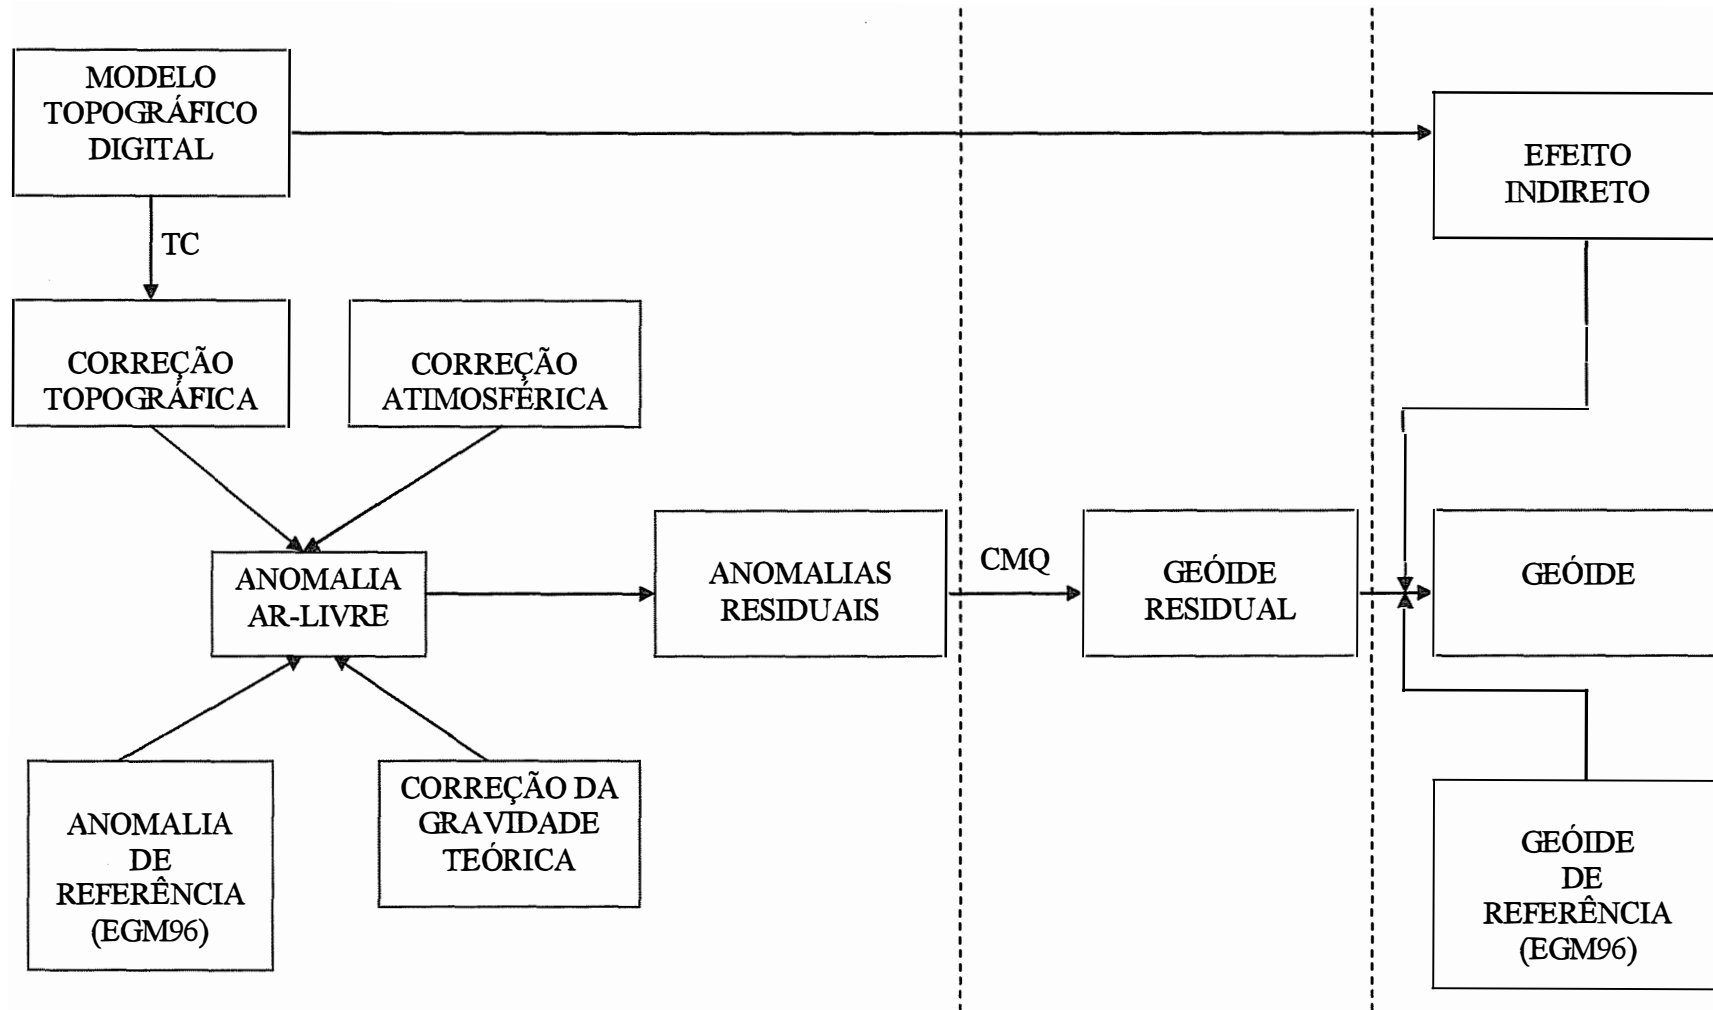 MODELO
TOPOGRÁFICO
DIGITAL
EFEITO
INDIRETO
TC
CORREÇÃO
TOPOGRÁFICA
CORREÇÃO
ATIMOSFÉRICA
ANOMALIA
AR-LIVRE
ANOMALIAS
RESIDUAIS
CMQ
GEÓIDE
RESIDUAL
GEÓIDE
ANOMALIA
DE
REFERÊNCIA
(EGM96)
CORREÇÃO DA
GRAVIDADE
TEÓRICA
GEÓIDE
DE
REFERÊNCIA
(EGM96)